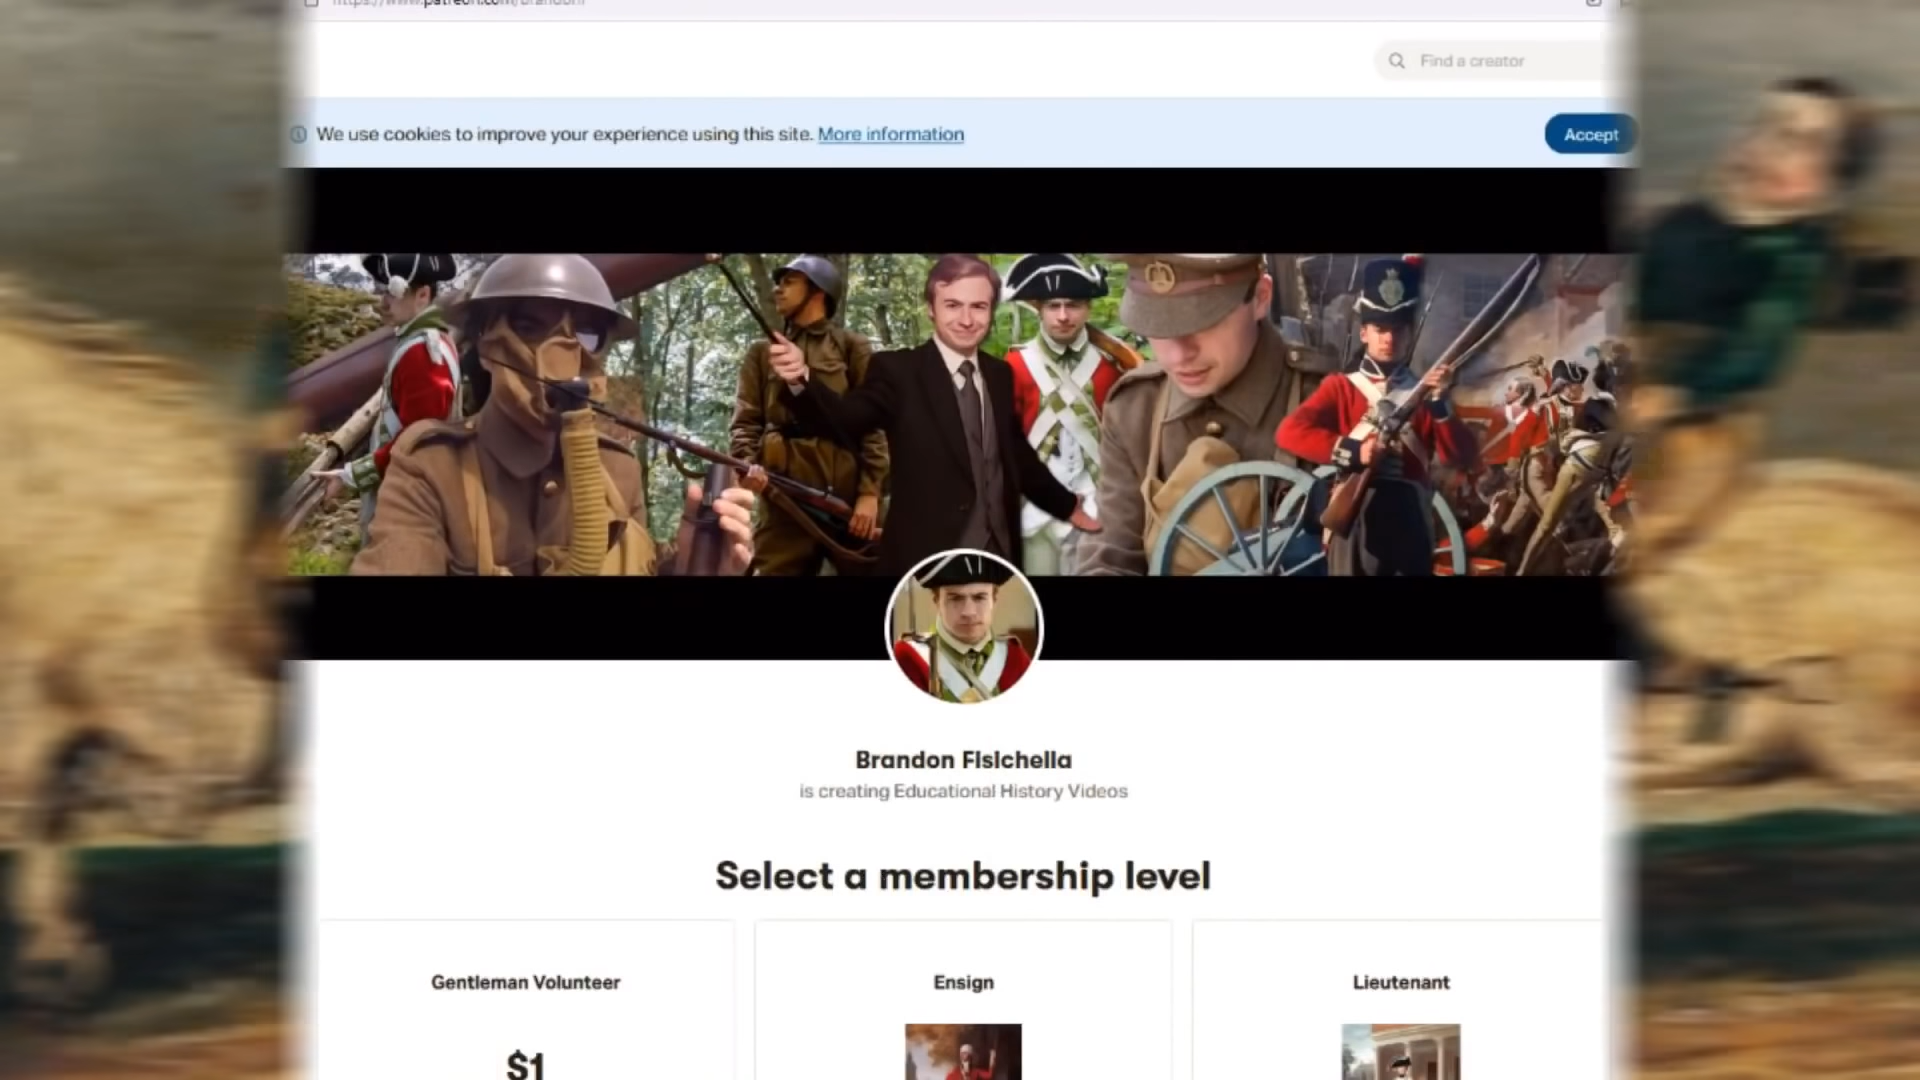 Find a creator
We use cookies to improve your experience using this site. More information
Accept
Brandon Fisichella
is creating Educational History Videos
Select a membership level
Gentleman Volunteer
Ensign
Lieutenant
$1